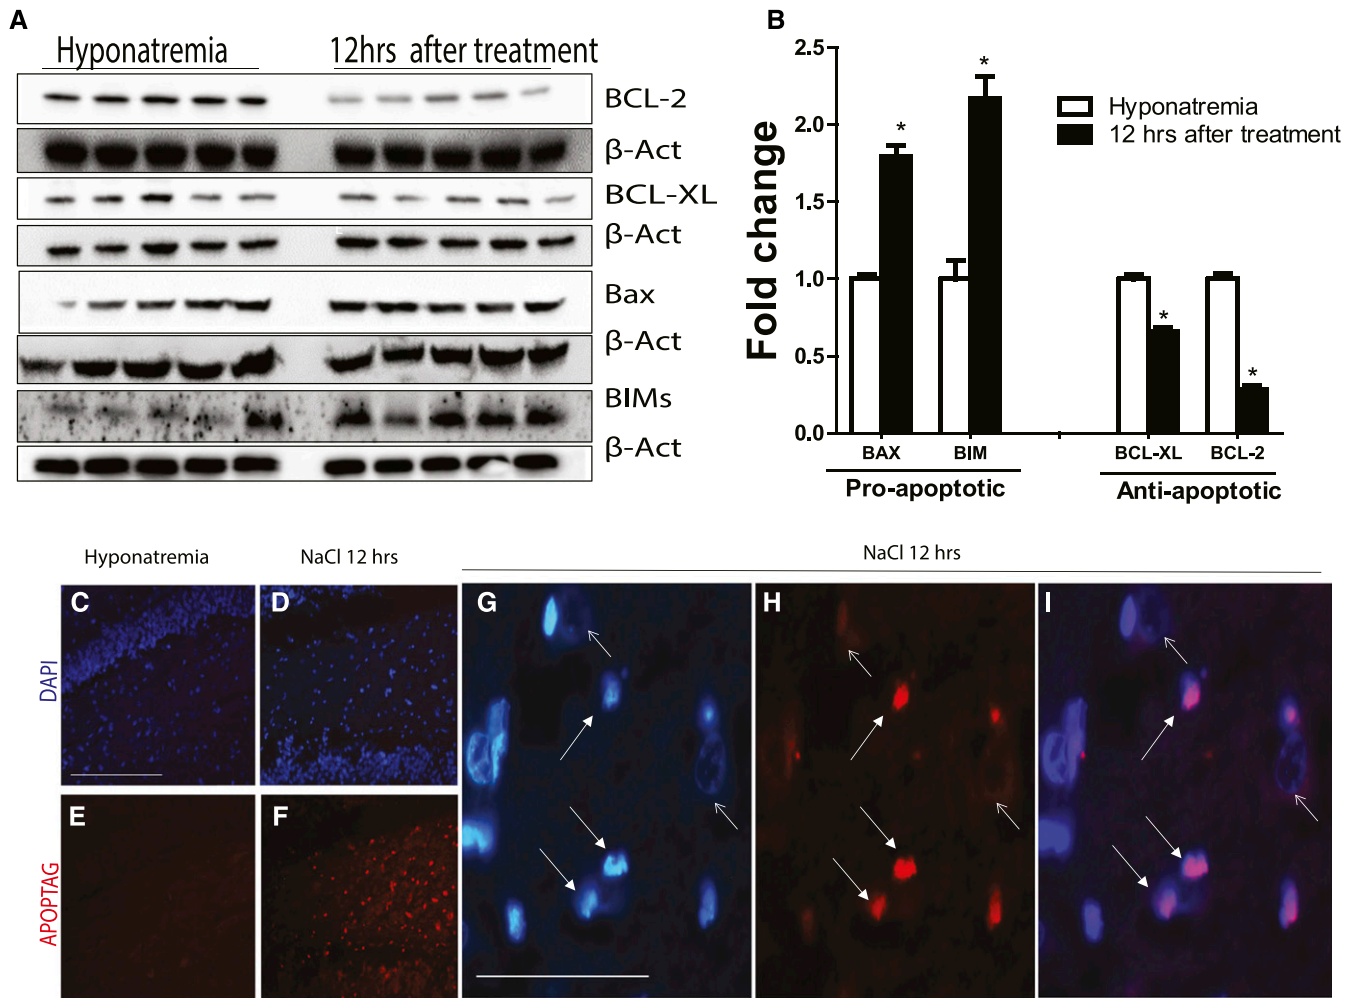 A
Hyponatremia
12hrs after treatment
BCL-2
β-Act
BCL-XL
β-Act
Bax
β-Act
BIMs
β-Act
B
Fold change
2.5
2.0
1.5
1.0
0.5
0.0
*
*
*
*
Hyponatremia
12 hrs after treatment
BAX
BIM
BCL-XL
BCL-2
Pro-apoptotic
Anti-apoptotic
Hyponatremia
NaCl 12 hrs
NaCl 12 hrs
DAPI
C
D
G
H
I
APOPTAG
E
F